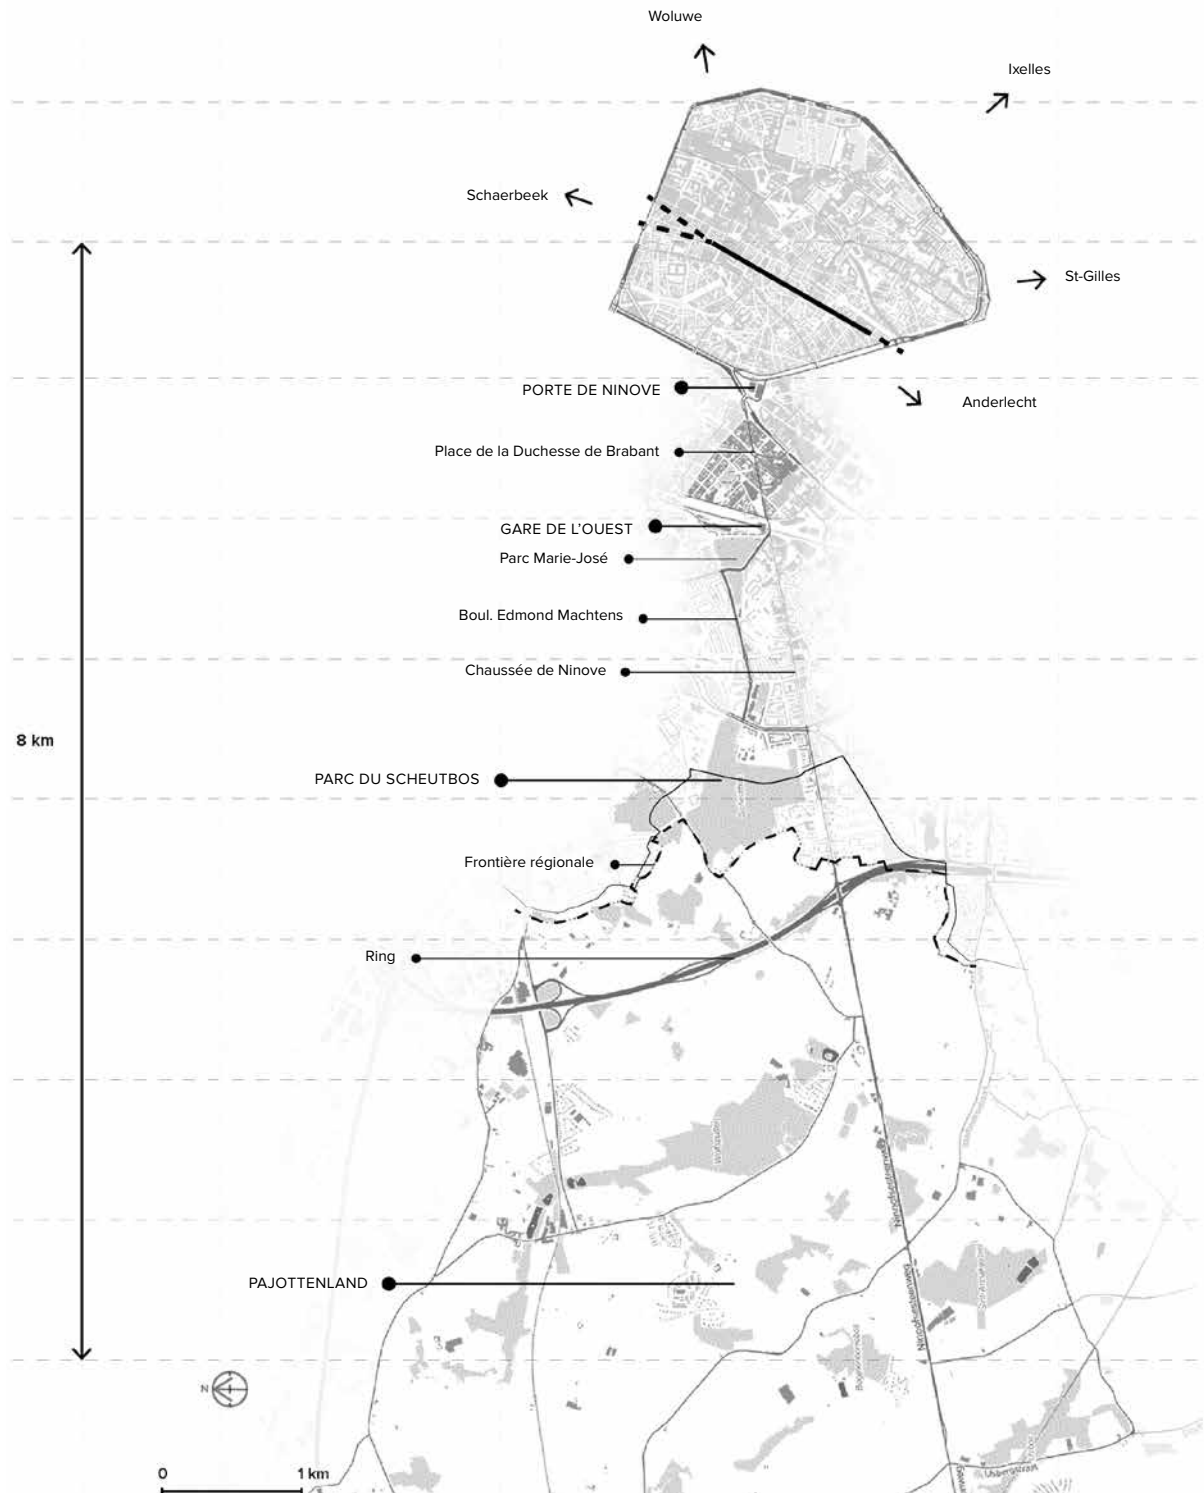 Woluwe
Ixelles
Schaerbeek
St-Gilles
PORTE DE NINOVE
Anderlecht
Place de la Duchesse de Brabant
GARE DE L'OUEST
Parc Marie-José
Boul. Edmond Machtens
Chaussée de Ninove
8 km
PARC DU SCHEUTBOS
Frontière régionale
Ring
Ninoofsesteenweg
PAJOTTENLAND
Ninoofsesteenweg
N
0 1 km